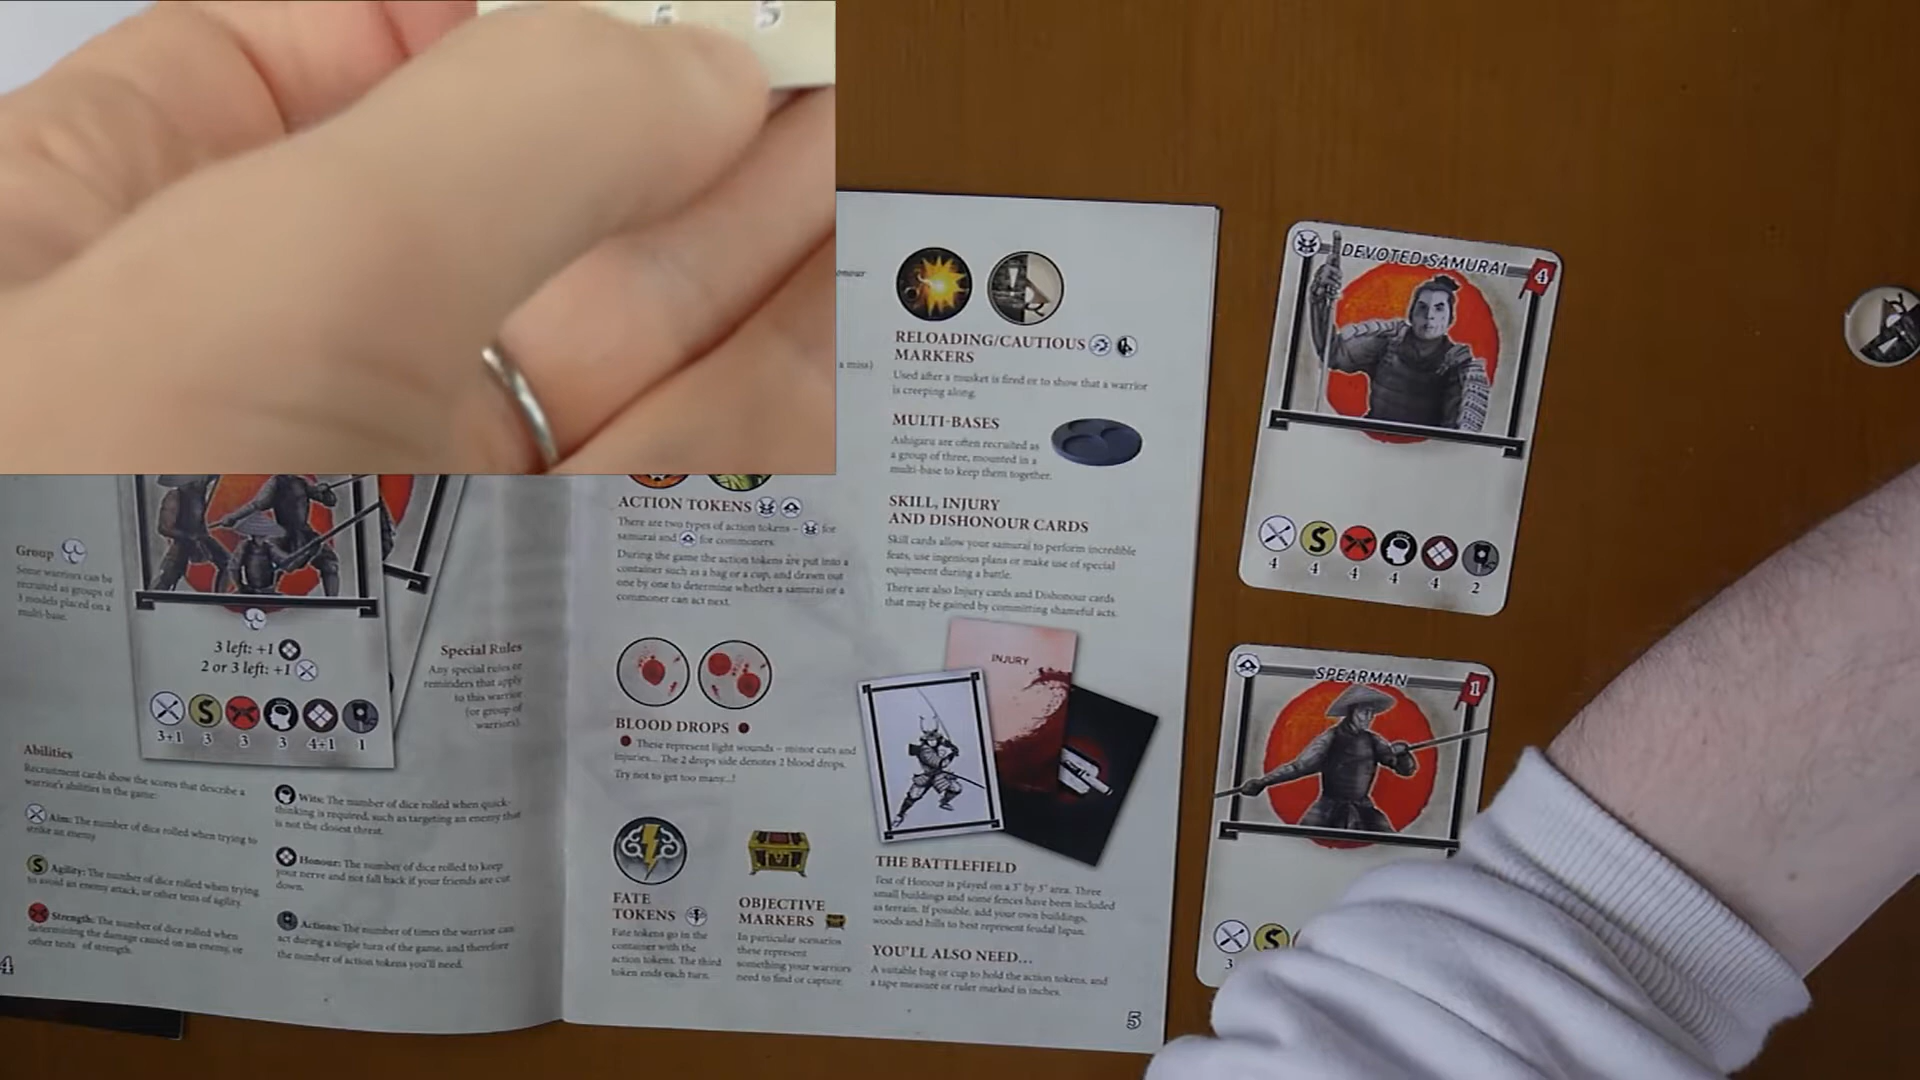 5
Group
Some warriors can be
recruited as groups of
3 models placed on a
multi-base.
3 left: +1
2 or 3 left: +1
3+1 3 3 3 4+1 1
Special Rules
Any special rules or
reminders that apply
to this warrior
(or group of
warriors).
Abilities
Recruitment cards show the scores that describe a
warrior's abilities in the game:
Aim: The number of dice rolled when trying to
strike an enemy.
Agility: The number of dice rolled when trying
to avoid an enemy attack, or other tests of agility.
Strength: The number of dice rolled when
determining the damage caused on an enemy, or
other tests of strength.
Wits: The number of dice rolled when quick-
thinking is required, such as targeting an enemy that
is not the closest threat.
Honour: The number of dice rolled to keep
your nerve and not fall back if your friends are cut
down.
Actions: The number of times the warrior can
act during a single turn of the game, and therefore
the number of action tokens you'll need.
4
a miss)
ACTION TOKENS
There are two types of action tokens – for
samurai and for commoners.
During the game the action tokens are put into a
container such as a bag or a cup, and drawn out
one by one to determine whether a samurai or a
commoner can act next.
BLOOD DROPS
These represent light wounds – minor cuts and
injuries... The 2 drops side denotes 2 blood drops.
Try not to get too many...!
FATE
TOKENS
Fate tokens go in the
container with the
action tokens. The third
token ends each turn.
OBJECTIVE
MARKERS
In particular scenarios
these represent
something your warriors
need to find or capture.
RELOADING/CAUTIOUS
MARKERS
Used after a musket is fired or to show that a warrior
is creeping along.
MULTI-BASES
Ashigaru are often recruited as
a group of three, mounted in a
multi-base to keep them together.
SKILL, INJURY
AND DISHONOUR CARDS
Skill cards allow your samurai to perform incredible
feats, use ingenious plans or make use of special
equipment during a battle.
There are also Injury cards and Dishonour cards
that may be gained by committing shameful acts.
INJURY
THE BATTLEFIELD
Test of Honour is played on a 3' by 3' area. Three
small buildings and some fences have been included
as terrain. If possible, add your own buildings,
woods and hills to best represent feudal Japan.
YOU'LL ALSO NEED...
A suitable bag or cup to hold the action tokens, and
a tape measure or ruler marked in inches.
5
DEVOTED SAMURAI 4
4 4 4 4 4 2
SPEARMAN 1
3